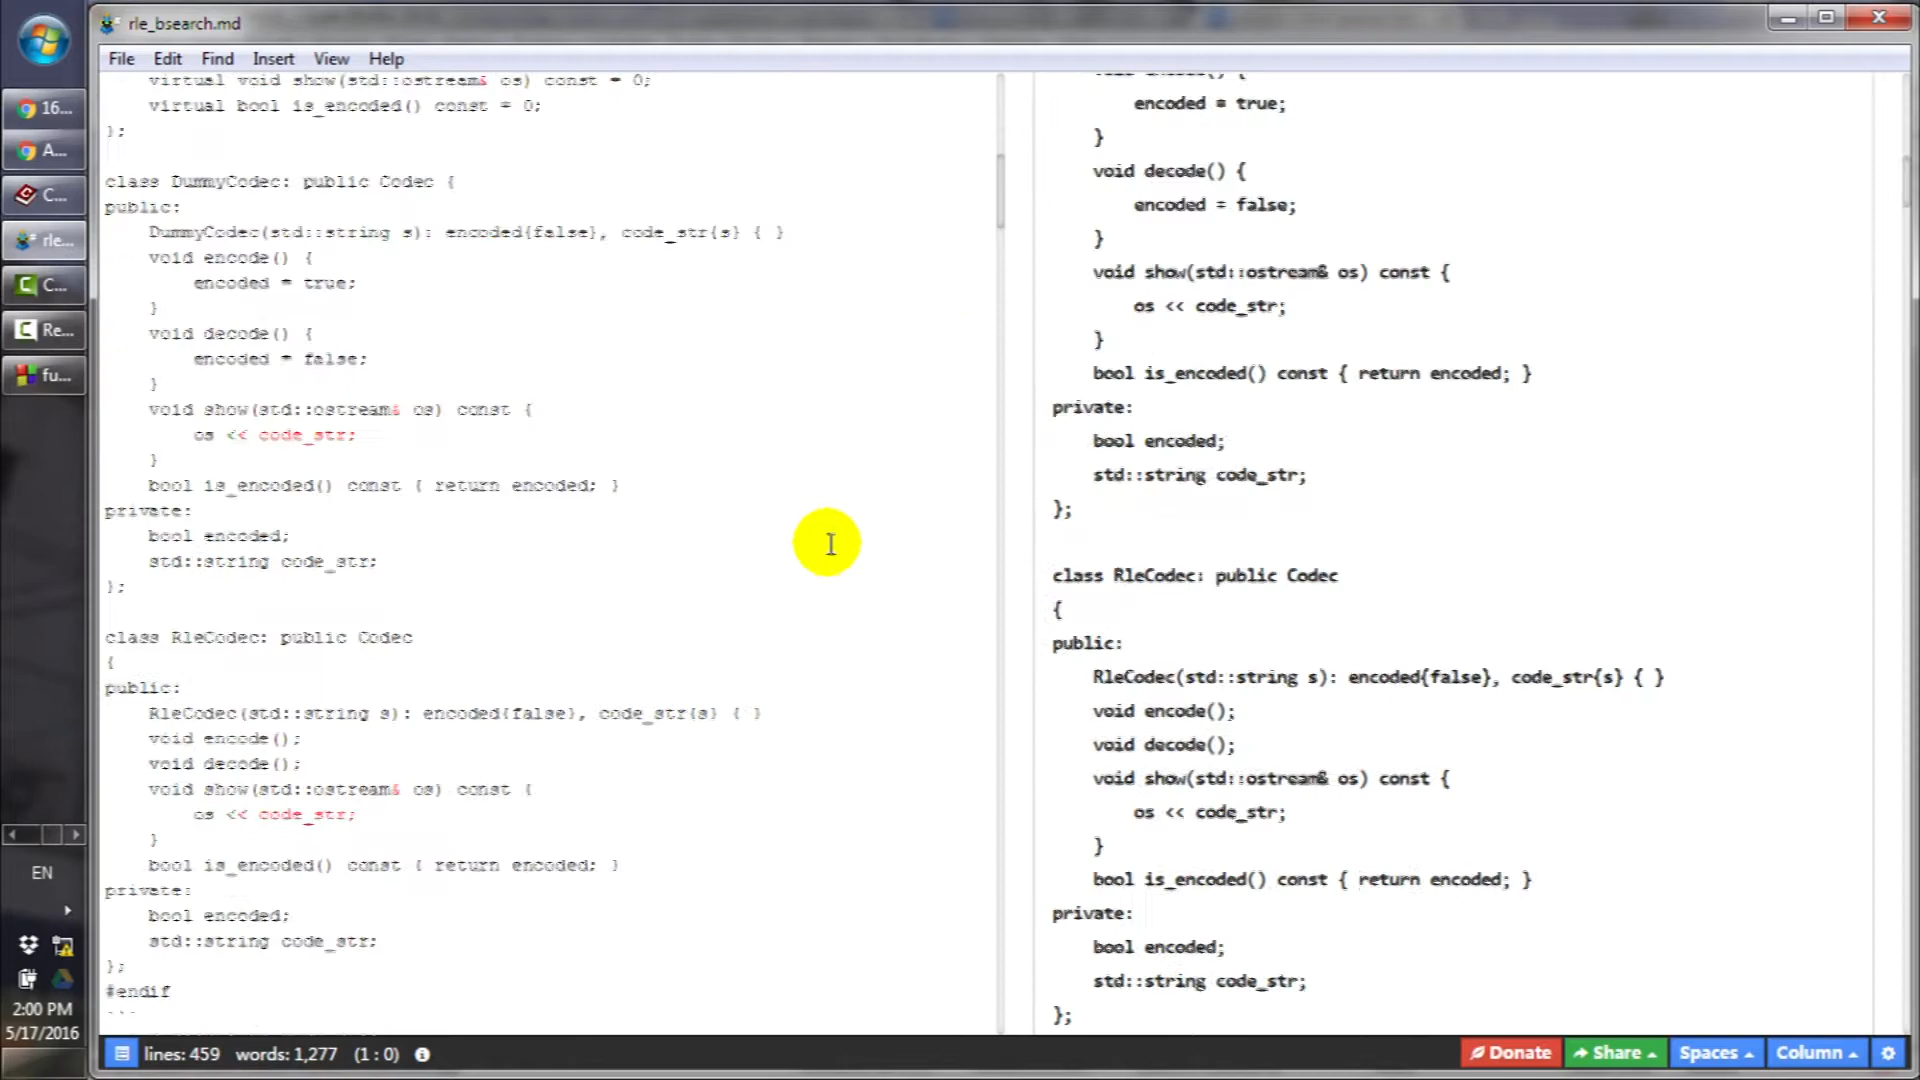 rle_bsearch.md
File Edit Find Insert View Help
virtual void show(std::ostream& os) const = 0;
virtual bool is_encoded() const = 0;
};
class DummyCodec: public Codec {
public:
DummyCodec(std::string s): encoded{false}, code_str{s} { }
void encode() {
encoded = true;
}
void decode() {
encoded = false;
}
void show(std::ostream& os) const {
os << code_str;
}
bool is_encoded() const { return encoded; }
private:
bool encoded;
std::string code_str;
};
class RleCodec: public Codec
{
public:
RleCodec(std::string s): encoded{false}, code_str{s} { }
void encode();
void decode();
void show(std::ostream& os) const {
os << code_str;
}
bool is_encoded() const { return encoded; }
private:
bool encoded;
std::string code_str;
};
#endif
```
encoded = true;
}
void decode() {
encoded = false;
}
void show(std::ostream& os) const {
os << code_str;
}
bool is_encoded() const { return encoded; }
private:
bool encoded;
std::string code_str;
};
class RleCodec: public Codec
{
public:
RleCodec(std::string s): encoded{false}, code_str{s} { }
void encode();
void decode();
void show(std::ostream& os) const {
os << code_str;
}
bool is_encoded() const { return encoded; }
private:
bool encoded;
std::string code_str;
};
16...
A...
C...
rle...
C...
Re...
fu...
EN
2:00 PM
5/17/2016
lines: 459 words: 1,277 (1 : 0)
Donate Share Spaces Column